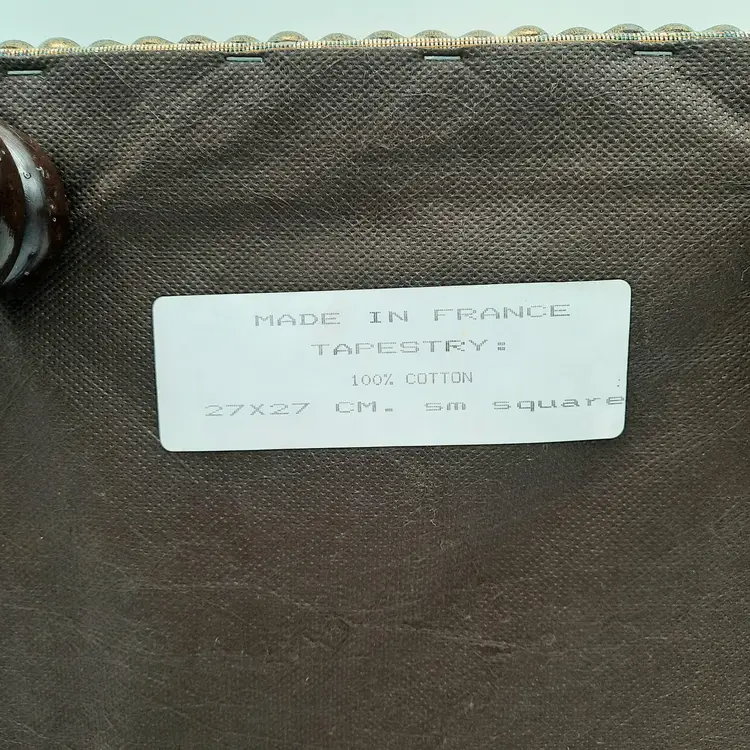 MADE IN FRANCE
TAPESTRY:
100% COTTON
27X27 CM. sm square